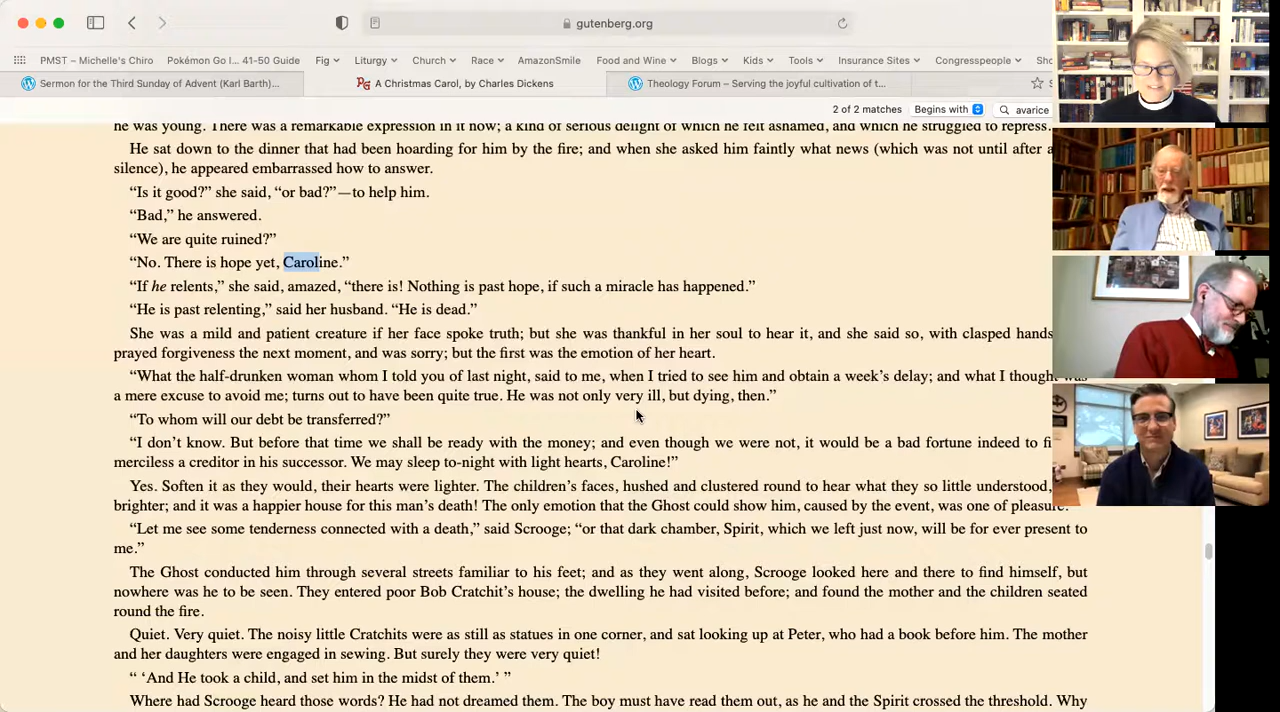 gutenberg.org
PMST – Michelle's Chiro Pokémon Go I... 41-50 Guide Fig Liturgy Church Race AmazonSmile Food and Wine Blogs Kids Tools Insurance Sites Congresspeople Sho
Sermon for the Third Sunday of Advent (Karl Barth)... A Christmas Carol, by Charles Dickens Theology Forum – Serving the joyful cultivation of t...
2 of 2 matches Begins with avarice
he was young. There was a remarkable expression in it now; a kind of serious delight of which he felt ashamed, and which he struggled to repress.
He sat down to the dinner that had been hoarding for him by the fire; and when she asked him faintly what news (which was not until after a
silence), he appeared embarrassed how to answer.
“Is it good?” she said, “or bad?”—to help him.
“Bad,” he answered.
“We are quite ruined?”
“No. There is hope yet, Caroline.”
“If he relents,” she said, amazed, “there is! Nothing is past hope, if such a miracle has happened.”
“He is past relenting,” said her husband. “He is dead.”
She was a mild and patient creature if her face spoke truth; but she was thankful in her soul to hear it, and she said so, with clasped hands
prayed forgiveness the next moment, and was sorry; but the first was the emotion of her heart.
“What the half-drunken woman whom I told you of last night, said to me, when I tried to see him and obtain a week’s delay; and what I thought was
a mere excuse to avoid me; turns out to have been quite true. He was not only very ill, but dying, then.”
“To whom will our debt be transferred?”
“I don’t know. But before that time we shall be ready with the money; and even though we were not, it would be a bad fortune indeed to fi
merciless a creditor in his successor. We may sleep to-night with light hearts, Caroline!”
Yes. Soften it as they would, their hearts were lighter. The children’s faces, hushed and clustered round to hear what they so little understood,
brighter; and it was a happier house for this man’s death! The only emotion that the Ghost could show him, caused by the event, was one of pleasure.
“Let me see some tenderness connected with a death,” said Scrooge; “or that dark chamber, Spirit, which we left just now, will be for ever present to
me.”
The Ghost conducted him through several streets familiar to his feet; and as they went along, Scrooge looked here and there to find himself, but
nowhere was he to be seen. They entered poor Bob Cratchit’s house; the dwelling he had visited before; and found the mother and the children seated
round the fire.
Quiet. Very quiet. The noisy little Cratchits were as still as statues in one corner, and sat looking up at Peter, who had a book before him. The mother
and her daughters were engaged in sewing. But surely they were very quiet!
“ ‘And He took a child, and set him in the midst of them.’ ”
Where had Scrooge heard those words? He had not dreamed them. The boy must have read them out, as he and the Spirit crossed the threshold. Why